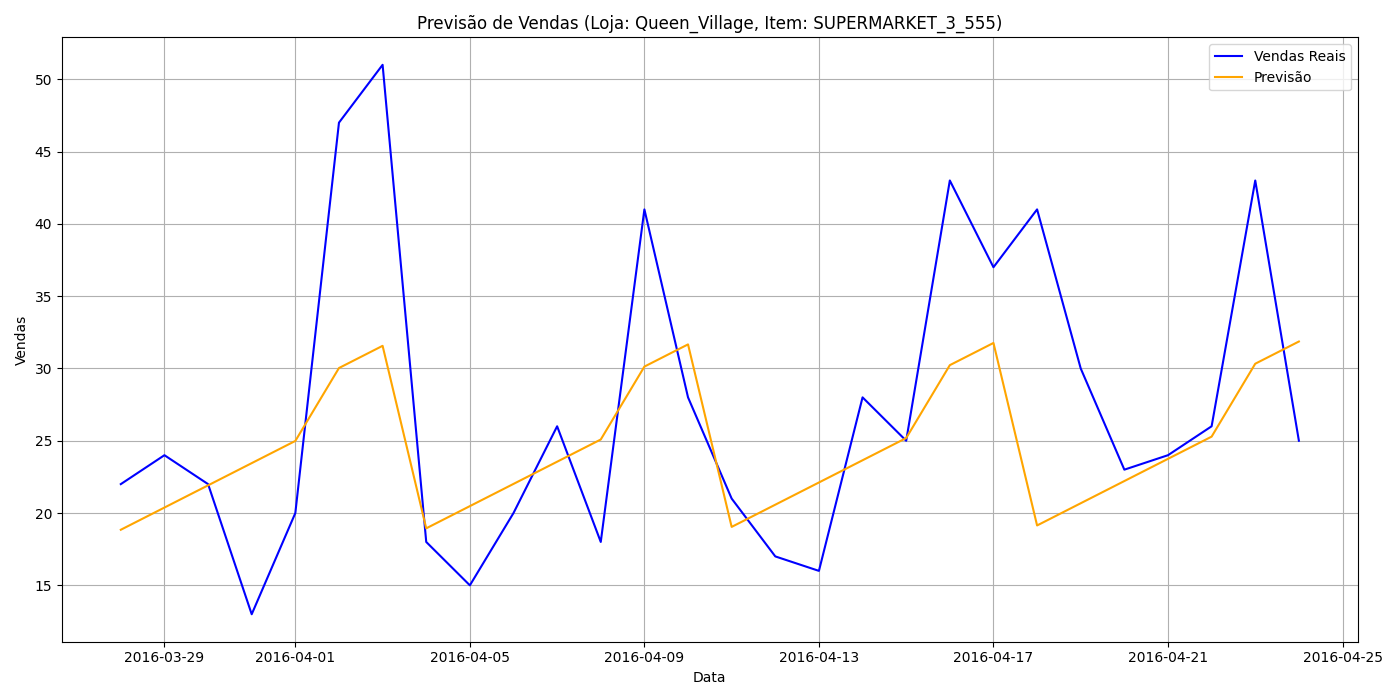 Previsão de Vendas (Loja: Queen_Village, Item: SUPERMARKET_3_555)
Vendas Reais
Previsão
50
45
40
35
30
25
20
15
Vendas
2016-03-29 2016-04-01 2016-04-05 2016-04-09 2016-04-13 2016-04-17 2016-04-21 2016-04-25
Data